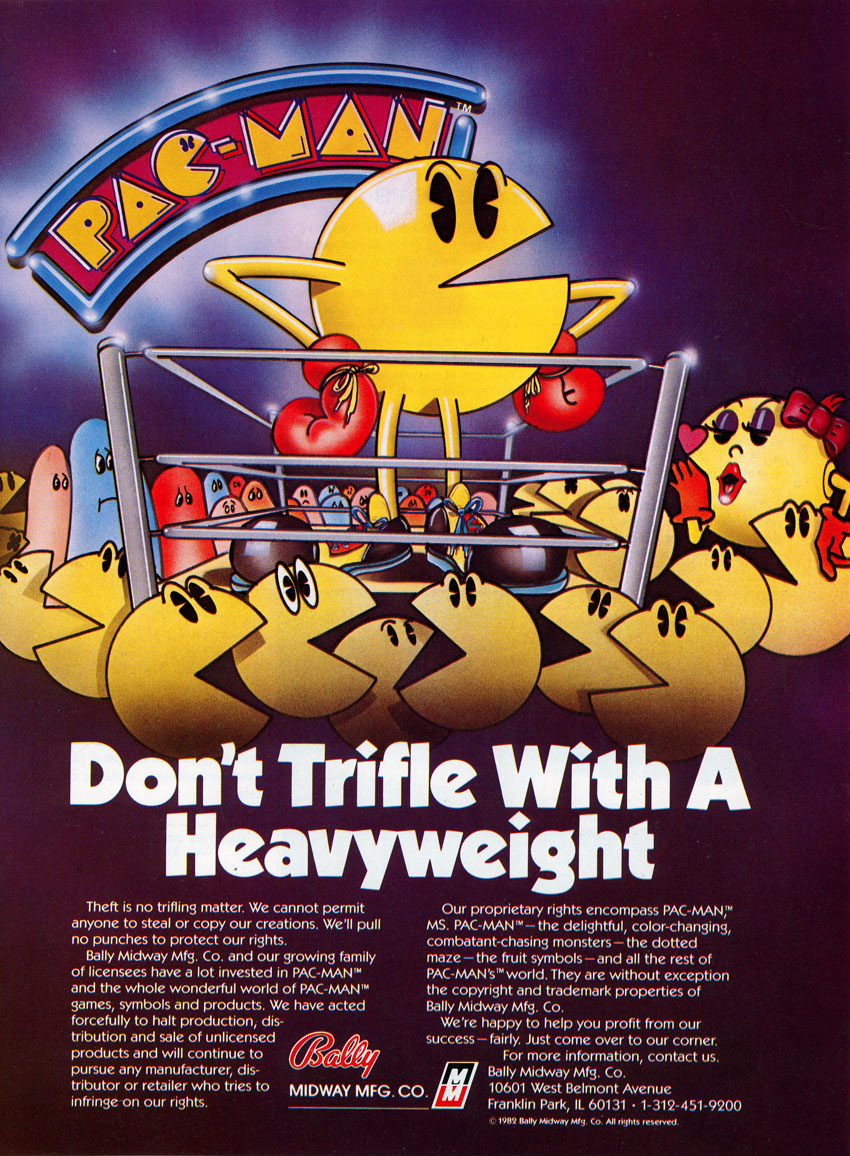 PAC-MAN™
Don't Trifle With A
Heavyweight
Theft is no trifling matter. We cannot permit
anyone to steal or copy our creations. We'll pull
no punches to protect our rights.
Bally Midway Mfg. Co. and our growing family
of licensees have a lot invested in PAC-MAN™
and the whole wonderful world of PAC-MAN™
games, symbols and products. We have acted
forcefully to halt production, dis-
tribution and sale of unlicensed
products and will continue to
pursue any manufacturer, dis-
tributor or retailer who tries to
infringe on our rights.
Bally
MIDWAY MFG. CO.
M
M
Our proprietary rights encompass PAC-MAN,™
MS. PAC-MAN™—the delightful, color-changing,
combatant-chasing monsters—the dotted
maze—the fruit symbols—and all the rest of
PAC-MAN's™ world. They are without exception
the copyright and trademark properties of
Bally Midway Mfg. Co.
We're happy to help you profit from our
success—fairly. Just come over to our corner.
For more information, contact us.
Bally Midway Mfg. Co.
10601 West Belmont Avenue
Franklin Park, IL 60131 · 1-312-451-9200
© 1982 Bally Midway Mfg. Co. All rights reserved.